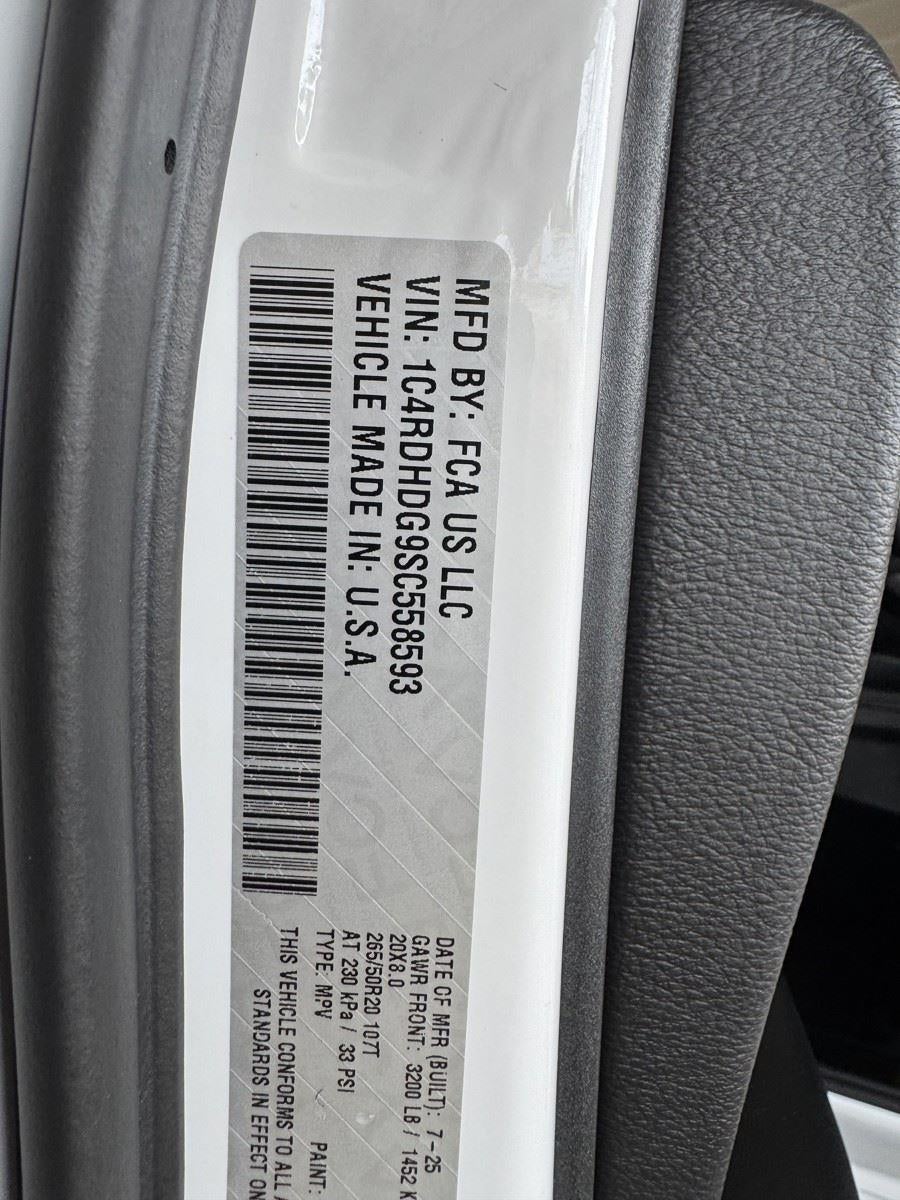 MFD BY: FCA US LLC
VIN: 1C4RDHDG9SC558593
VEHICLE MADE IN: U.S.A.
DATE OF MFR (BUILT): 7-25
GAWR FRONT: 3200 LB / 1452 K
20X8.0
265/50R20 107T
AT 230 kPa / 33 PSI
TYPE: MPV PAINT:
THIS VEHICLE CONFORMS TO ALL
STANDARDS IN EFFECT ON